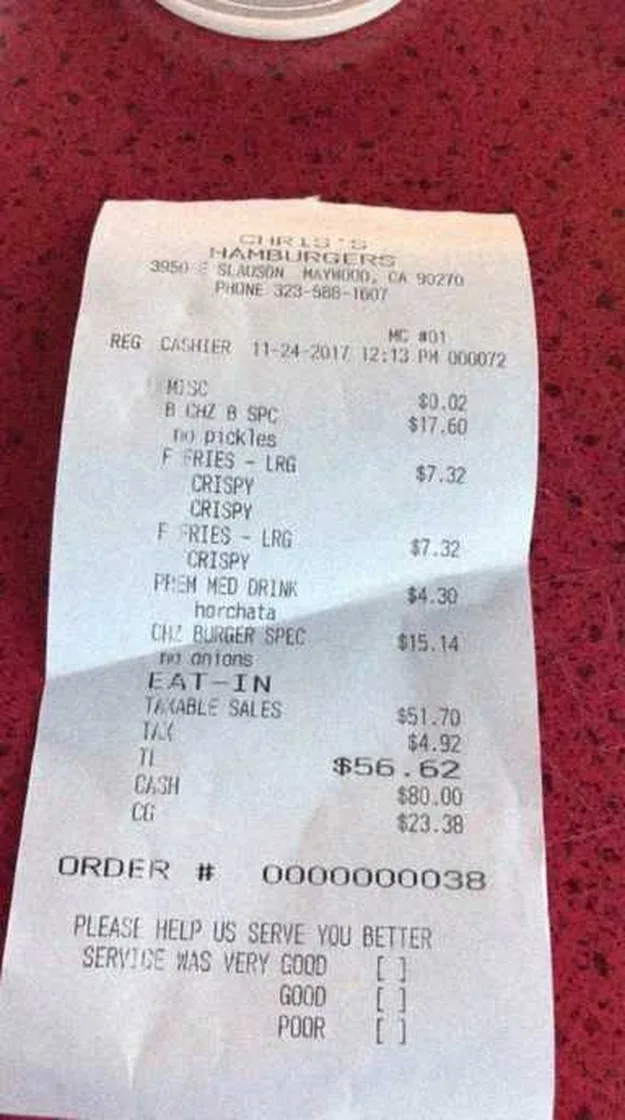 CHRIS'S
HAMBURGERS
3950 E SLAUSON MAYWOOD, CA 90270
PHONE 323-588-1607
MC #01
REG CASHIER 11-24-2017 12:13 PM 000072
MISC $0.02
B CHZ B SPC $17.60
no pickles
F FRIES - LRG $7.32
CRISPY
CRISPY
F FRIES - LRG $7.32
CRISPY
PREM MED DRINK $4.30
horchata
CHZ BURGER SPEC $15.14
no onions
EAT-IN
TAXABLE SALES $51.70
TAX $4.92
TL $56.62
CASH $80.00
CG $23.38
ORDER # 0000000038
PLEASE HELP US SERVE YOU BETTER
SERVICE WAS VERY GOOD [ ]
GOOD [ ]
POOR [ ]